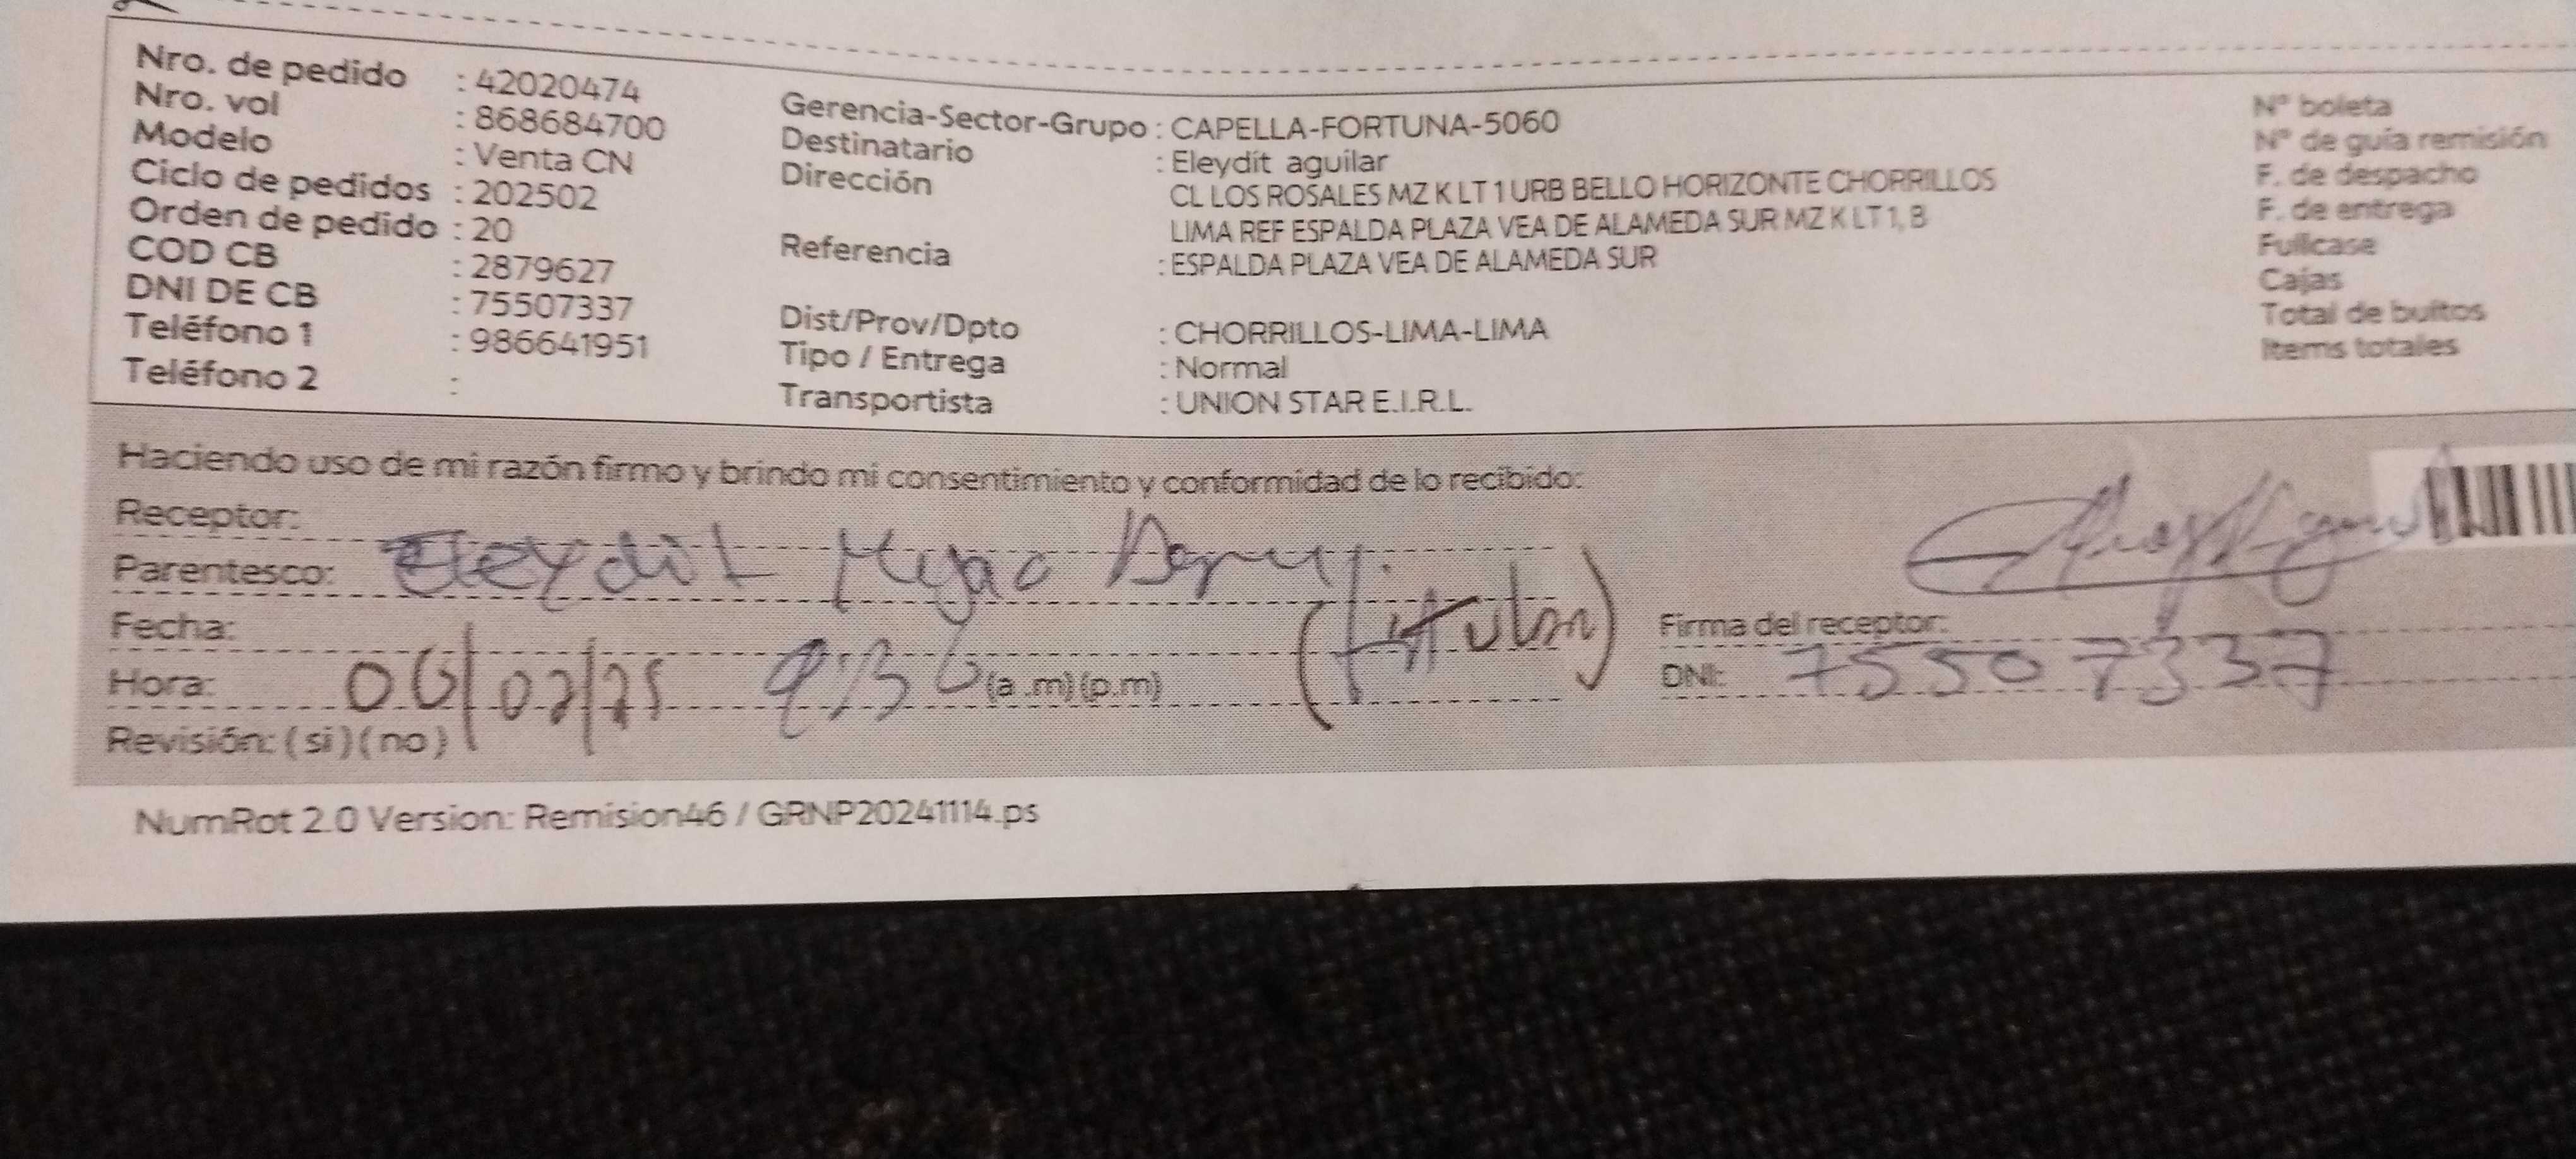 Nro. de pedido : 42020474
Nro. vol : 868684700
Modelo : Venta CN
Ciclo de pedidos : 202502
Orden de pedido : 20
COD CB : 2879627
DNI DE CB : 75507337
Teléfono 1 : 986641951
Teléfono 2 :
Gerencia-Sector-Grupo : CAPELLA-FORTUNA-5060
Destinatario : Eleydit aguilar
Dirección CL LOS ROSALES MZ K LT 1 URB BELLO HORIZONTE CHORRILLOS
LIMA REF ESPALDA PLAZA VEA DE ALAMEDA SUR MZ K LT 1, B
Referencia : ESPALDA PLAZA VEA DE ALAMEDA SUR
Dist/Prov/Dpto : CHORRILLOS-LIMA-LIMA
Tipo / Entrega : Normal
Transportista : UNION STAR E.I.R.L.
N° boleta
N° de guía remisión
F. de despacho
F. de entrega
Fullcase
Cajas
Total de bultos
Items totales
Haciendo uso de mi razón firmo y brindo mi consentimiento y conformidad de lo recibido:
Receptor:
Parentesco: Eleydit
Fecha: (titular)
Hora: 06/02/25 9:36 (a .m) (p.m)
Revisión: ( si ) ( no )
Firma del receptor:
DNI: 75507337
NumRot 2.0 Version: Remision46 / GRNP20241114.ps